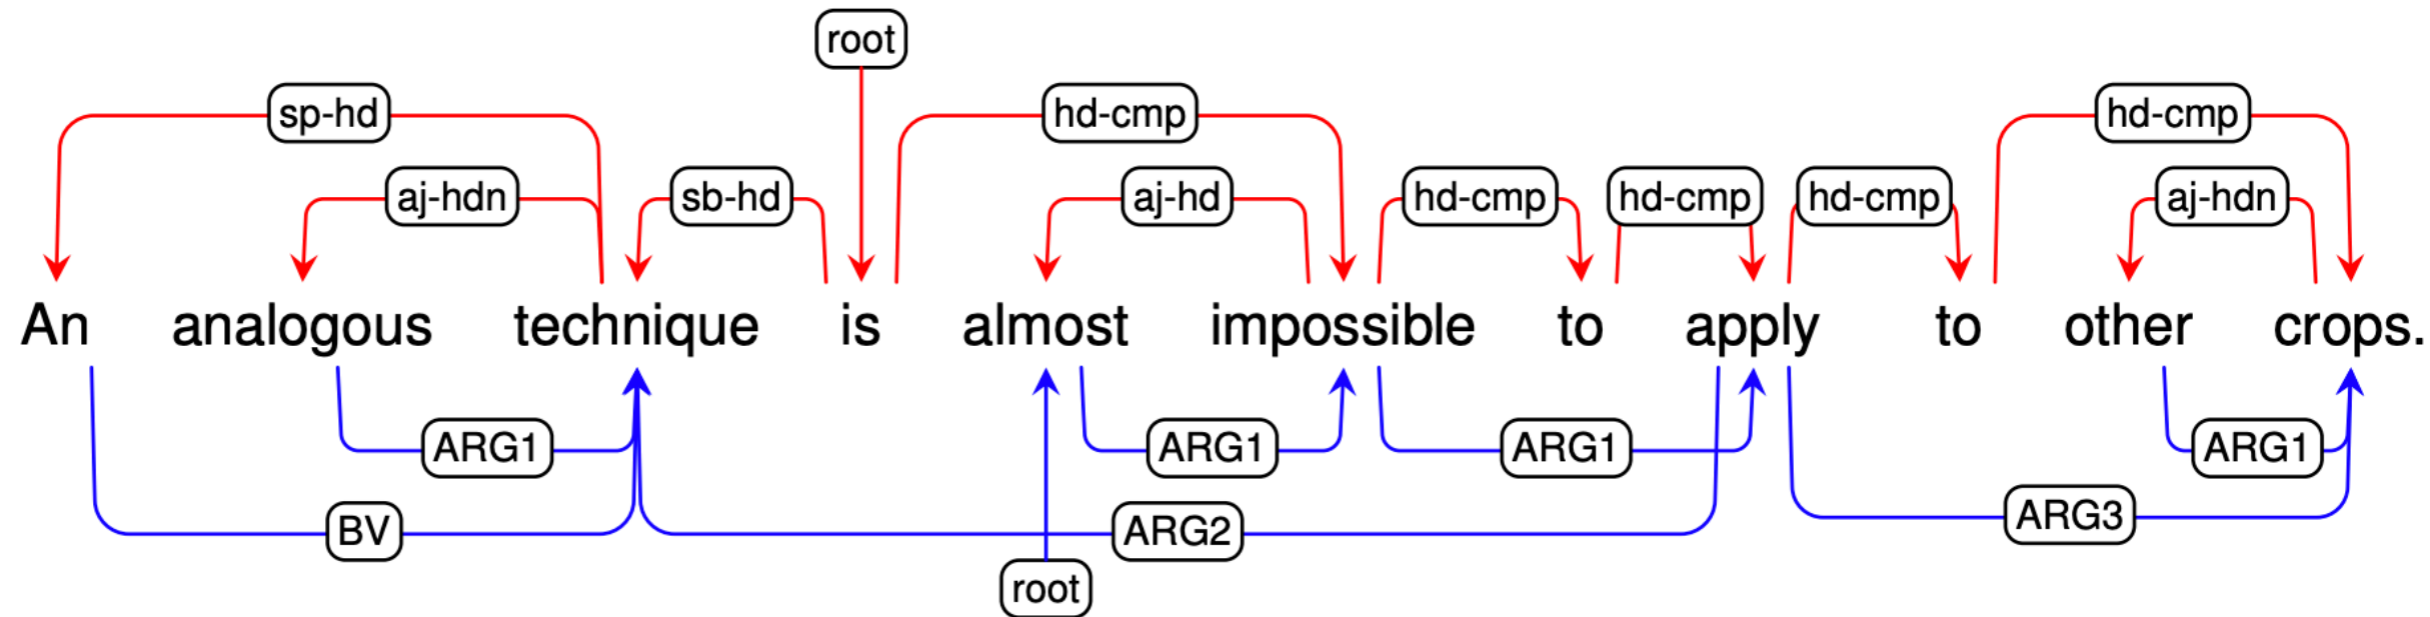 root
sp-hd hd-cmp hd-cmp
aj-hdn sb-hd aj-hd hd-cmp hd-cmp hd-cmp aj-hdn
An analogous technique is almost impossible to apply to other crops.
ARG1 ARG1 ARG1 ARG1
BV ARG2 ARG3
root